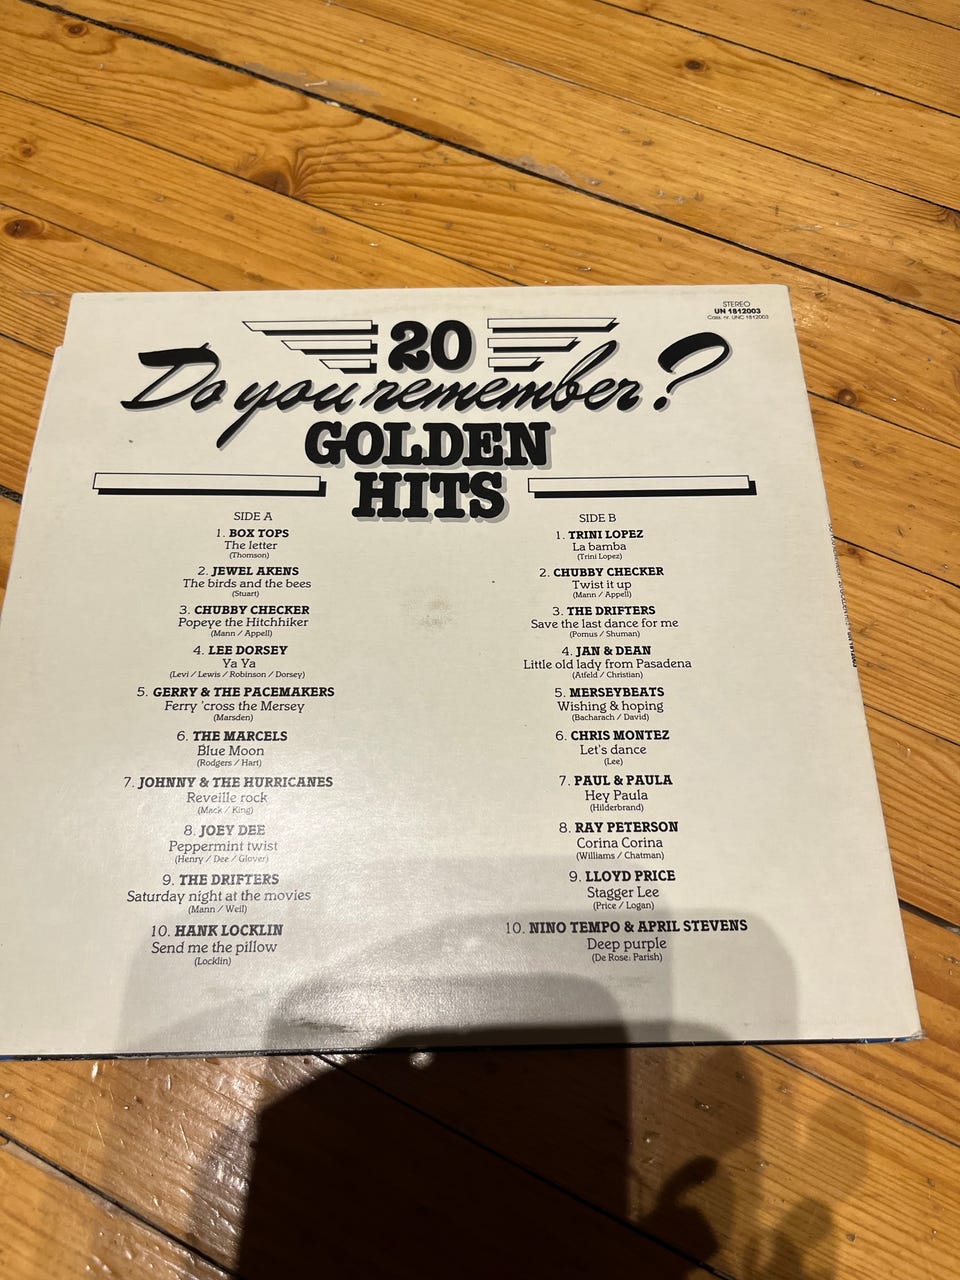 STEREO
UN 1812003
Cass. nr. UNC 1812003
20
Do you remember?
GOLDEN
HITS
SIDE A
1. BOX TOPS
The letter
(Thomson)
2. JEWEL AKENS
The birds and the bees
(Stuart)
3. CHUBBY CHECKER
Popeye the Hitchhiker
(Mann / Appell)
4. LEE DORSEY
Ya Ya
(Levi / Lewis / Robinson / Dorsey)
5. GERRY & THE PACEMAKERS
Ferry 'cross the Mersey
(Marsden)
6. THE MARCELS
Blue Moon
(Rodgers / Hart)
7. JOHNNY & THE HURRICANES
Reveille rock
(Mack / King)
8. JOEY DEE
Peppermint twist
(Henry / Dee / Glover)
9. THE DRIFTERS
Saturday night at the movies
(Mann / Weil)
10. HANK LOCKLIN
Send me the pillow
(Locklin)
SIDE B
1. TRINI LOPEZ
La bamba
(Trini Lopez)
2. CHUBBY CHECKER
Twist it up
(Mann / Appell)
3. THE DRIFTERS
Save the last dance for me
(Pomus / Shuman)
4. JAN & DEAN
Little old lady from Pasadena
(Atfeld / Christian)
5. MERSEYBEATS
Wishing & hoping
(Bacharach / David)
6. CHRIS MONTEZ
Let's dance
(Lee)
7. PAUL & PAULA
Hey Paula
(Hilderbrand)
8. RAY PETERSON
Corina Corina
(Williams / Chatman)
9. LLOYD PRICE
Stagger Lee
(Price / Logan)
10. NINO TEMPO & APRIL STEVENS
Deep purple
(De Rose: Parish)